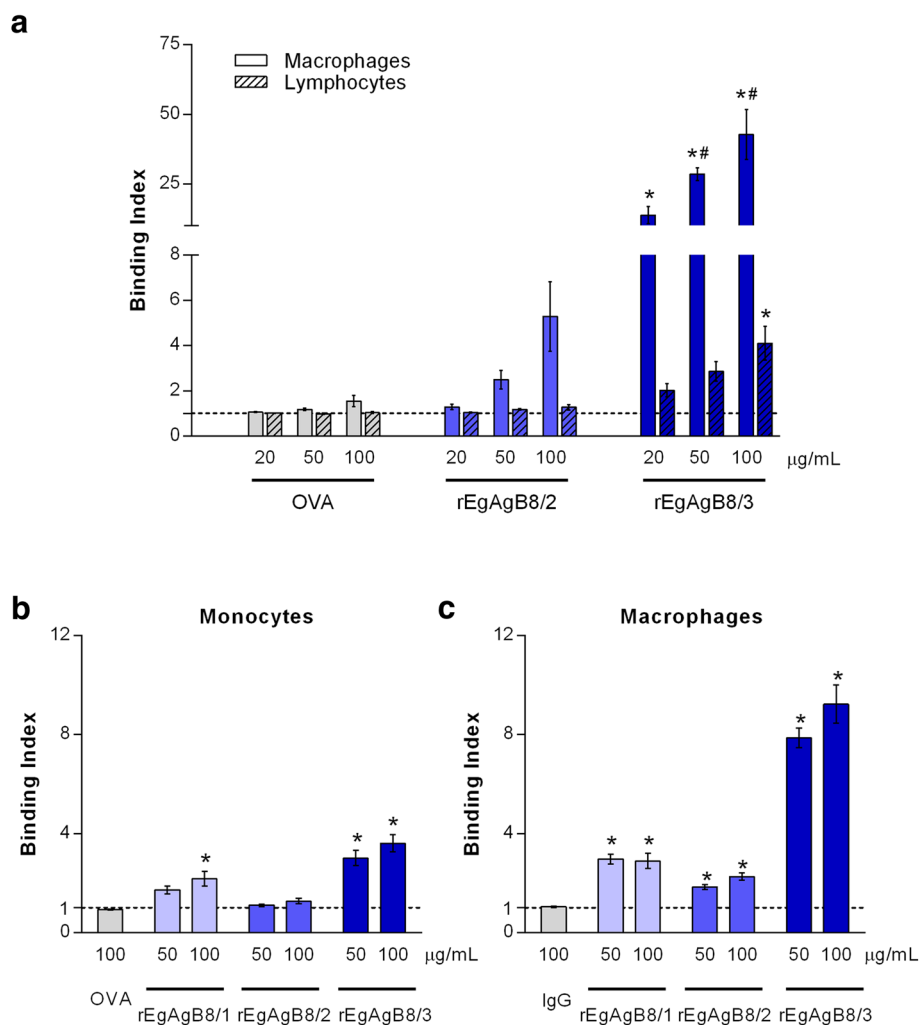 a
75
50
25
8
6
4
2
0
Binding Index
Macrophages
Lymphocytes
* *# *# *
20 50 100 20 50 100 20 50 100 µg/mL
OVA rEgAgB8/2 rEgAgB8/3
b
Monocytes
12
8
4
1
0
Binding Index
* * *
100 50 100 50 100 50 100 µg/mL
OVA rEgAgB8/1 rEgAgB8/2 rEgAgB8/3
c
Macrophages
12
8
4
1
0
Binding Index
* * * * * *
100 50 100 50 100 50 100 µg/mL
IgG rEgAgB8/1 rEgAgB8/2 rEgAgB8/3